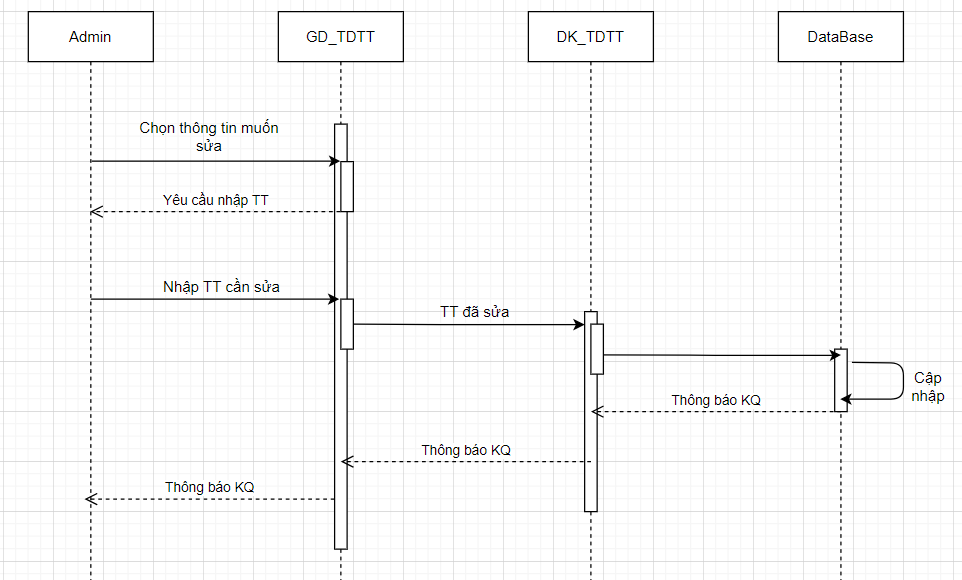 Admin
GD_TDTT
DK_TDTT
DataBase
Chọn thông tin muốn
sửa
Yêu cầu nhập TT
Nhập TT cần sửa
TT đã sửa
Cập
nhập
Thông báo KQ
Thông báo KQ
Thông báo KQ